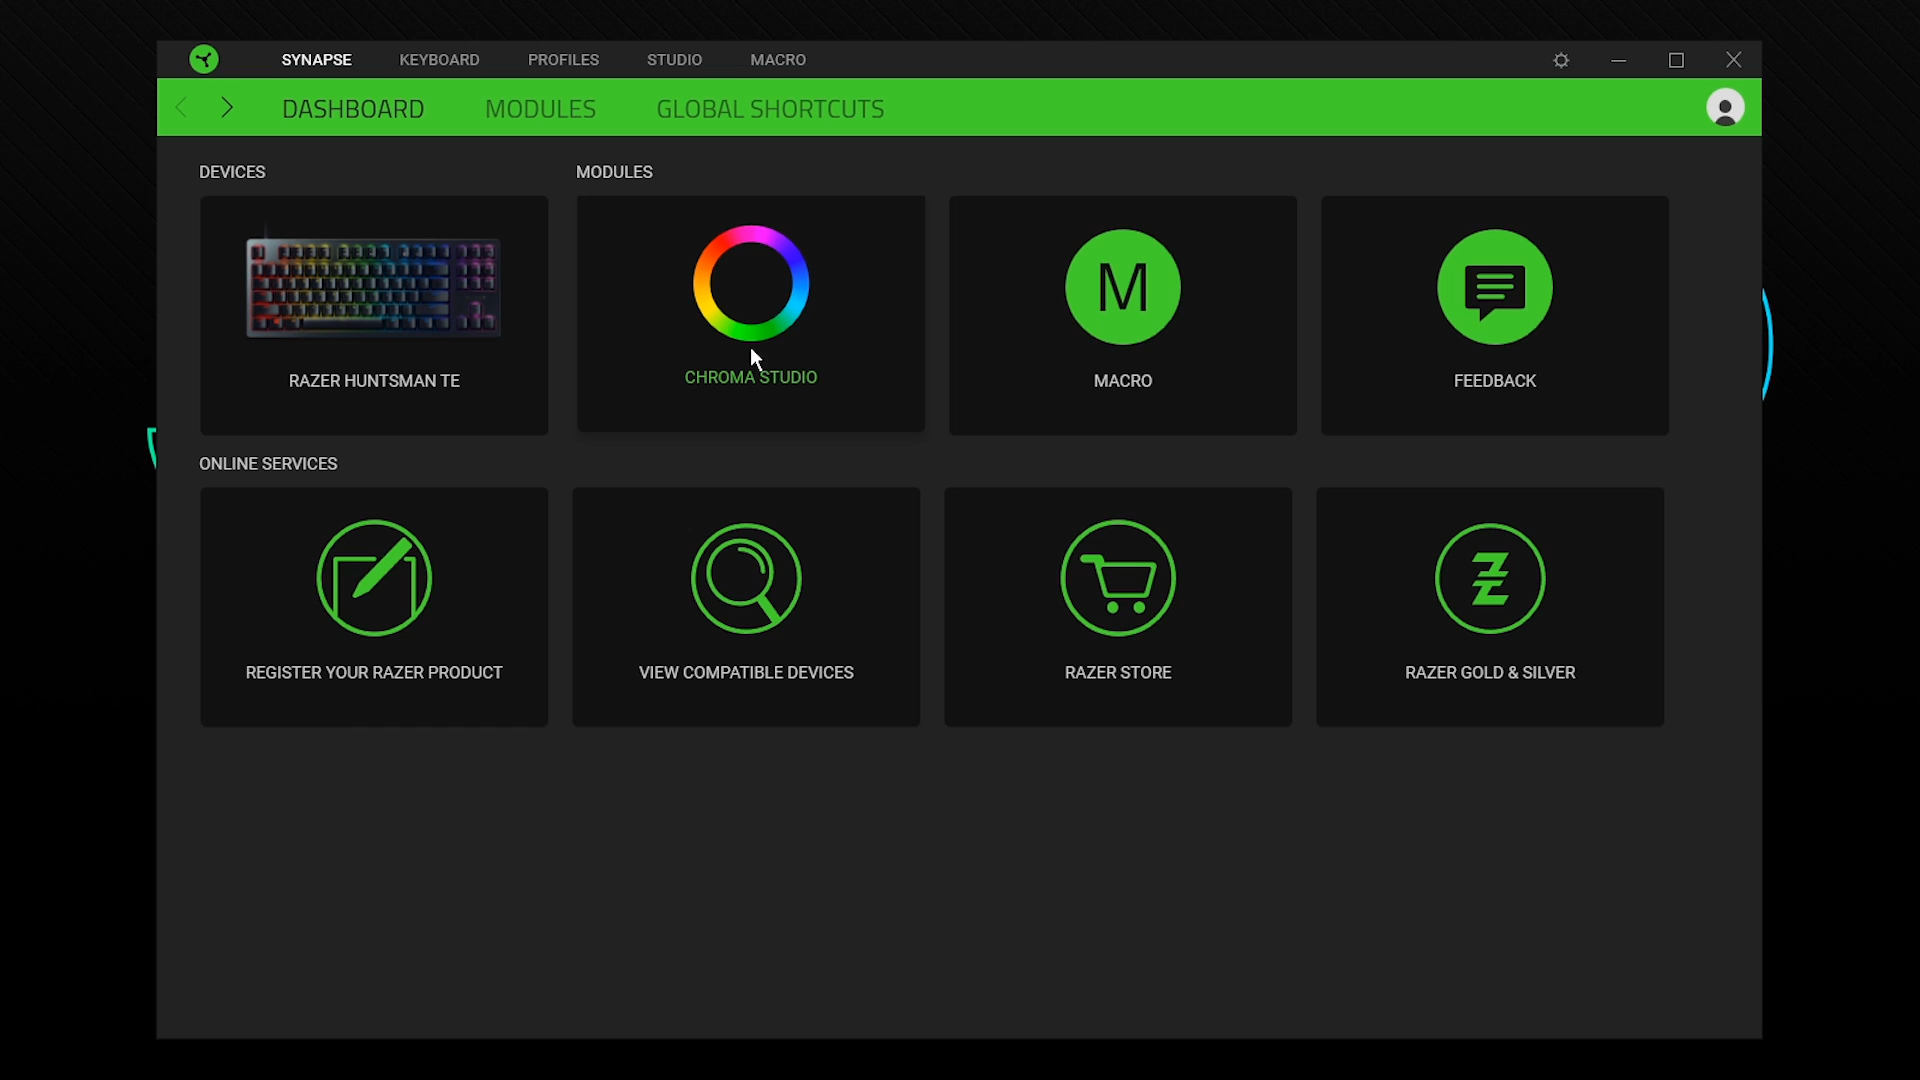 SYNAPSE KEYBOARD PROFILES STUDIO MACRO
DASHBOARD MODULES GLOBAL SHORTCUTS
DEVICES MODULES
RAZER HUNTSMAN TE
CHROMA STUDIO
M
MACRO
FEEDBACK
ONLINE SERVICES
REGISTER YOUR RAZER PRODUCT
VIEW COMPATIBLE DEVICES
RAZER STORE
RAZER GOLD & SILVER